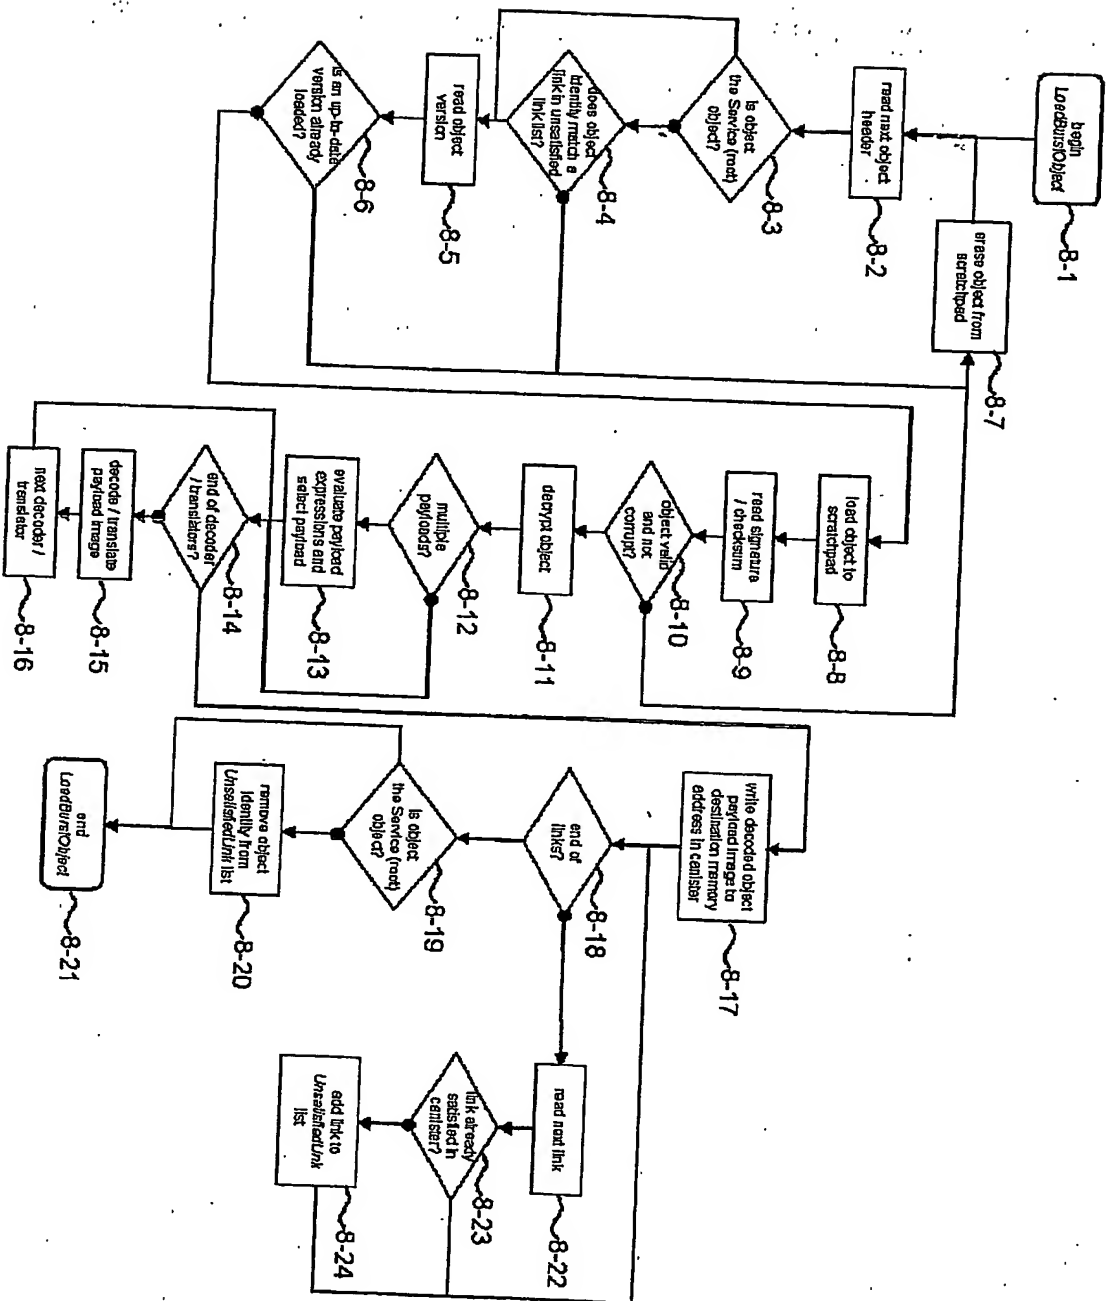 begin
LoadBurstObject
8-1
read next object
header
8-2
is object
the Service (root)
object?
8-3
does object
identity match a
link in unsatisfied
link list?
8-4
read object
version
8-5
is an up-to-date
version already
loaded?
8-6
erase object from
scratchpad
8-7
load object to
scratchpad
8-8
read signature
/ checksum
8-9
object valid
and not
corrupt?
8-10
decrypt object
8-11
multiple
payloads?
8-12
evaluate payload
expressions and
select payload
8-13
end of decoder
/ translators?
8-14
decode / translate
payload image
8-15
next decoder /
translator
8-16
write decoded object
payload image to
destination memory
address in canister
8-17
end of
links?
8-18
is object
the Service (root)
object?
8-19
remove object
identity from
UnsatisfiedLink list
8-20
end
LoadBurstObject
8-21
read next link
8-22
link already
satisfied in
canister?
8-23
add link to
UnsatisfiedLink
list
8-24